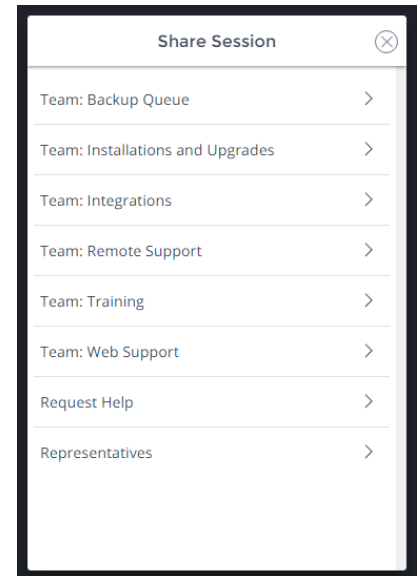 Share Session
Team: Backup Queue
Team: Installations and Upgrades
Team: Integrations
Team: Remote Support
Team: Training
Team: Web Support
Request Help
Representatives